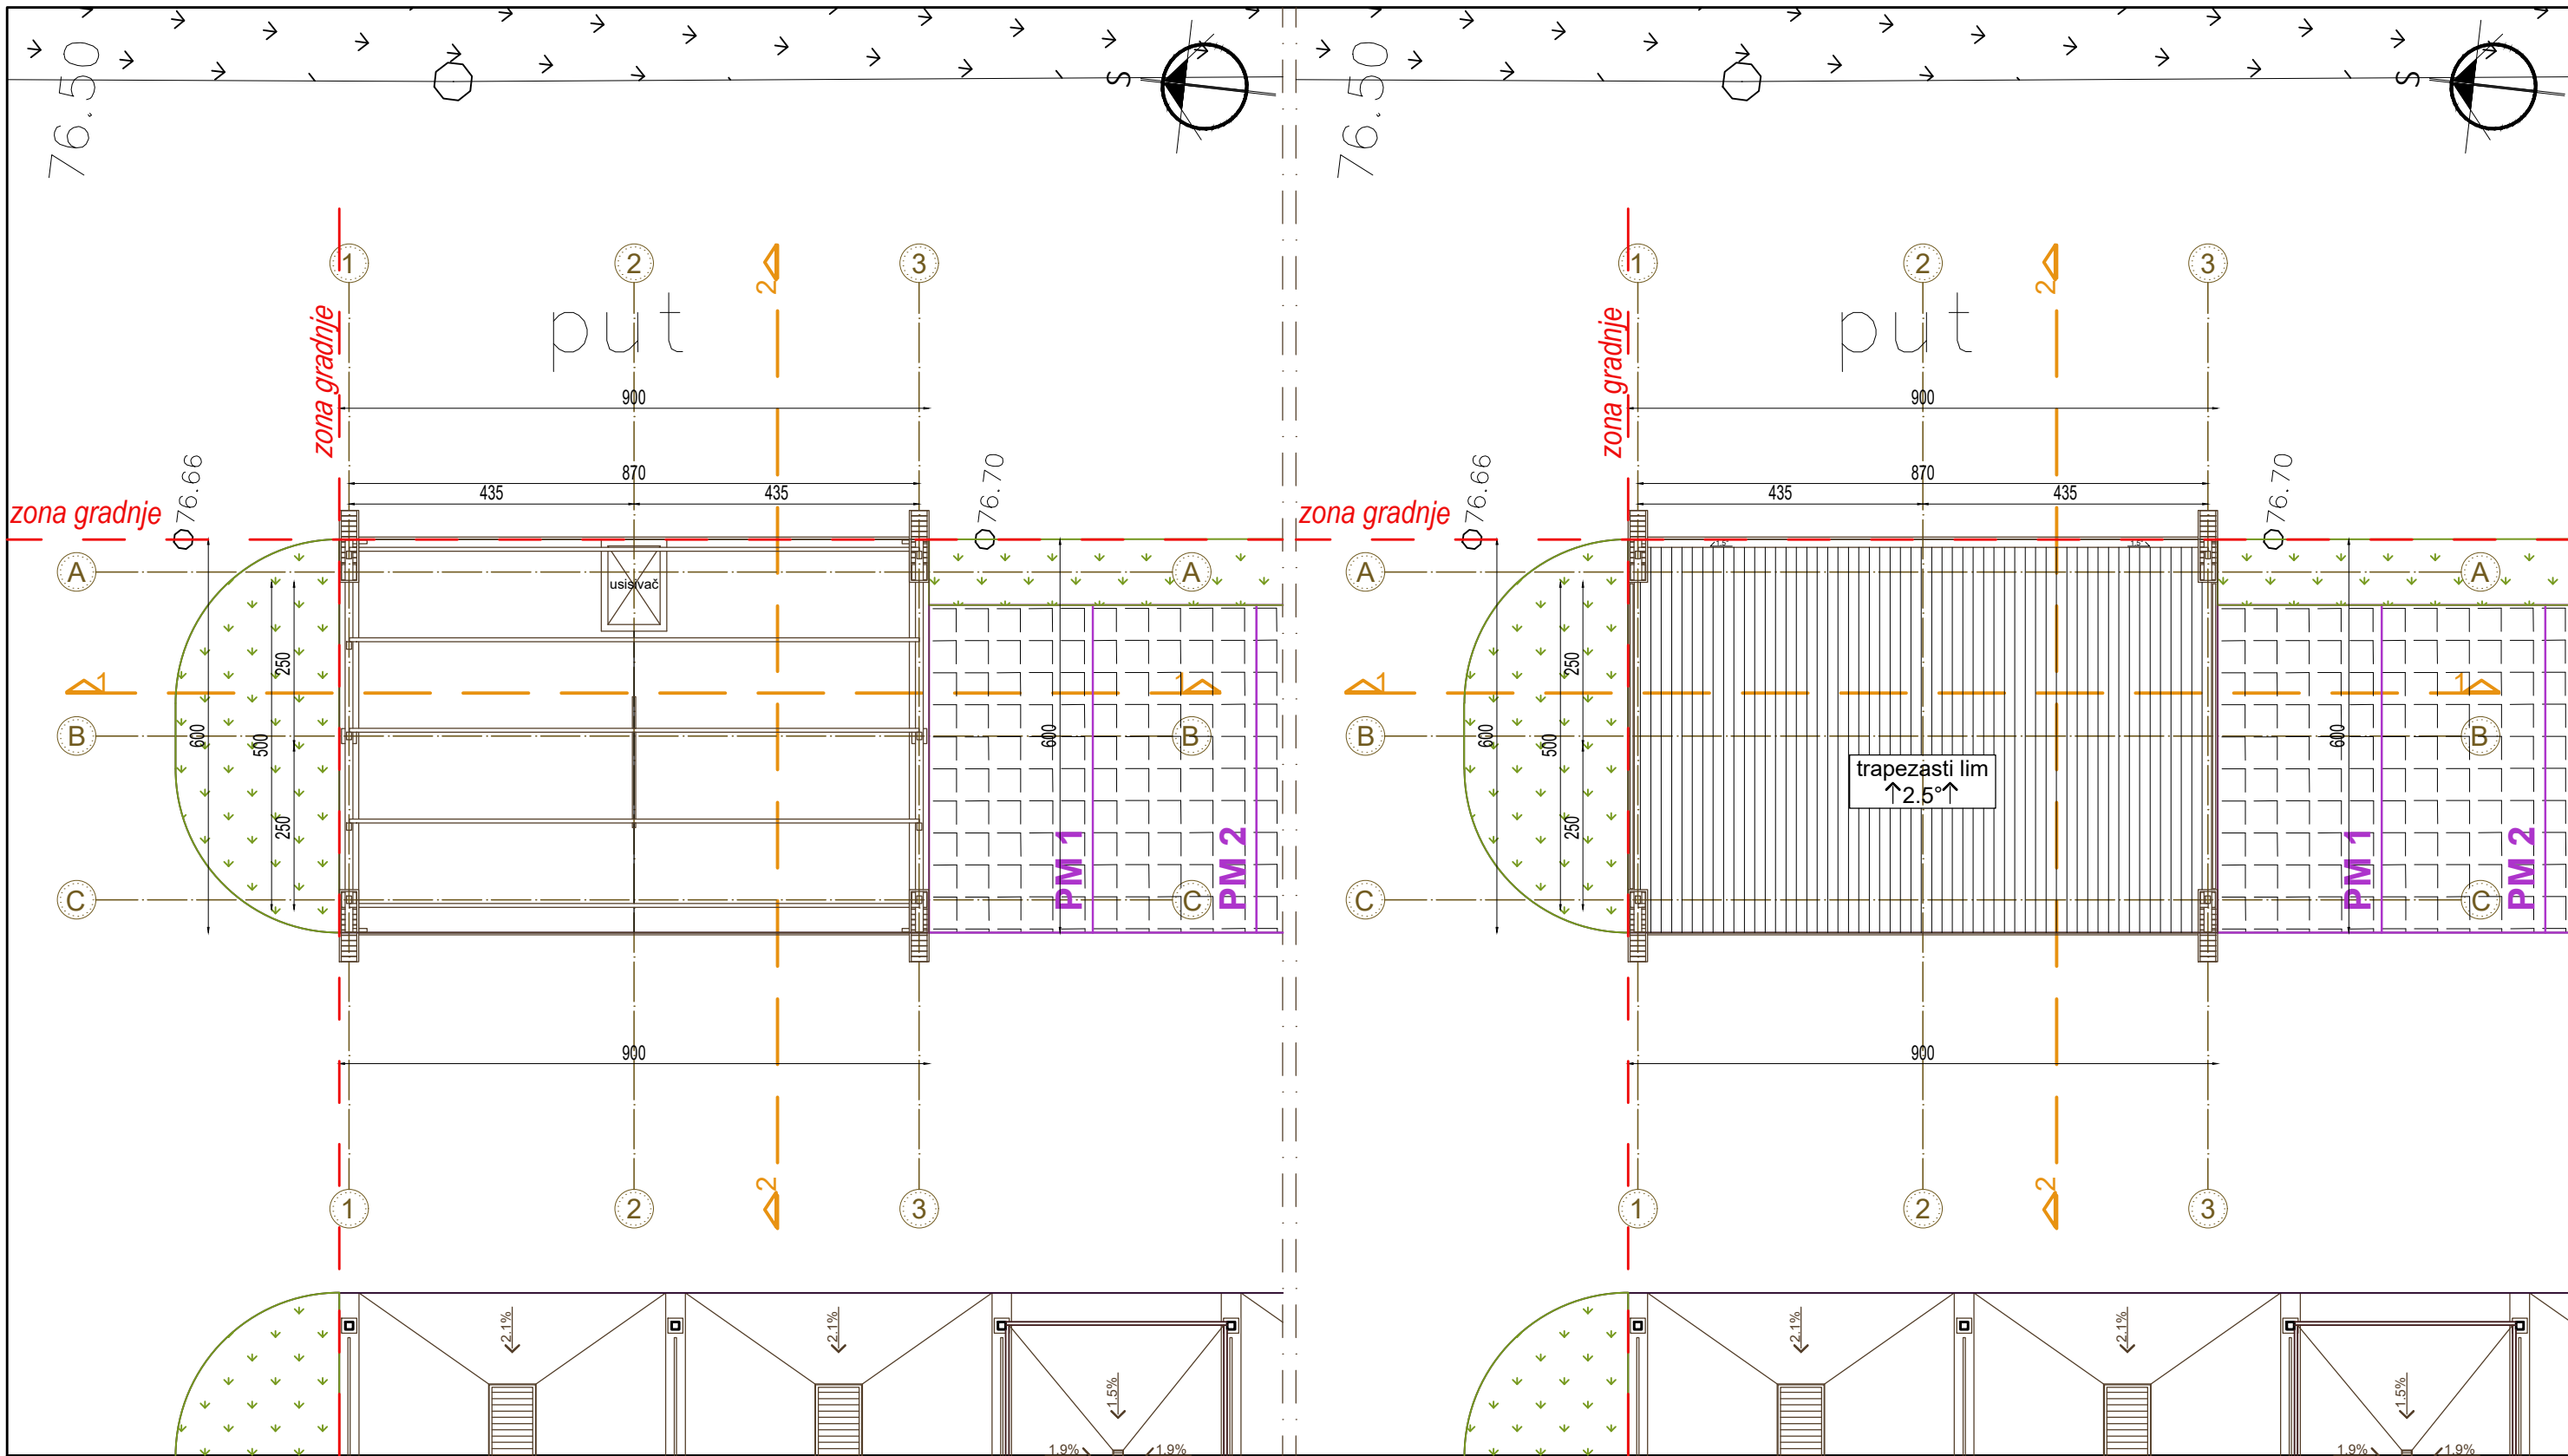 76.50
S
1
2
3
2
put
zona gradnje
900
870
435
435
76.66
76.70
zona gradnje
A
A
usisivač
250
1
1
B
B
600
500
600
250
PM 1
PM 2
C
C
900
2
1
2
3
2.1%
2.1%
1.5%
1.9%
1.9%
76.50
S
1
2
3
2
put
zona gradnje
900
870
435
435
76.66
76.70
zona gradnje
1.5°
1.5°
A
A
250
1
1
B
B
600
500
600
trapezasti lim
↑2.5°↑
250
PM 1
PM 2
C
C
900
2
1
2
3
2.1%
2.1%
1.5%
1.9%
1.9%